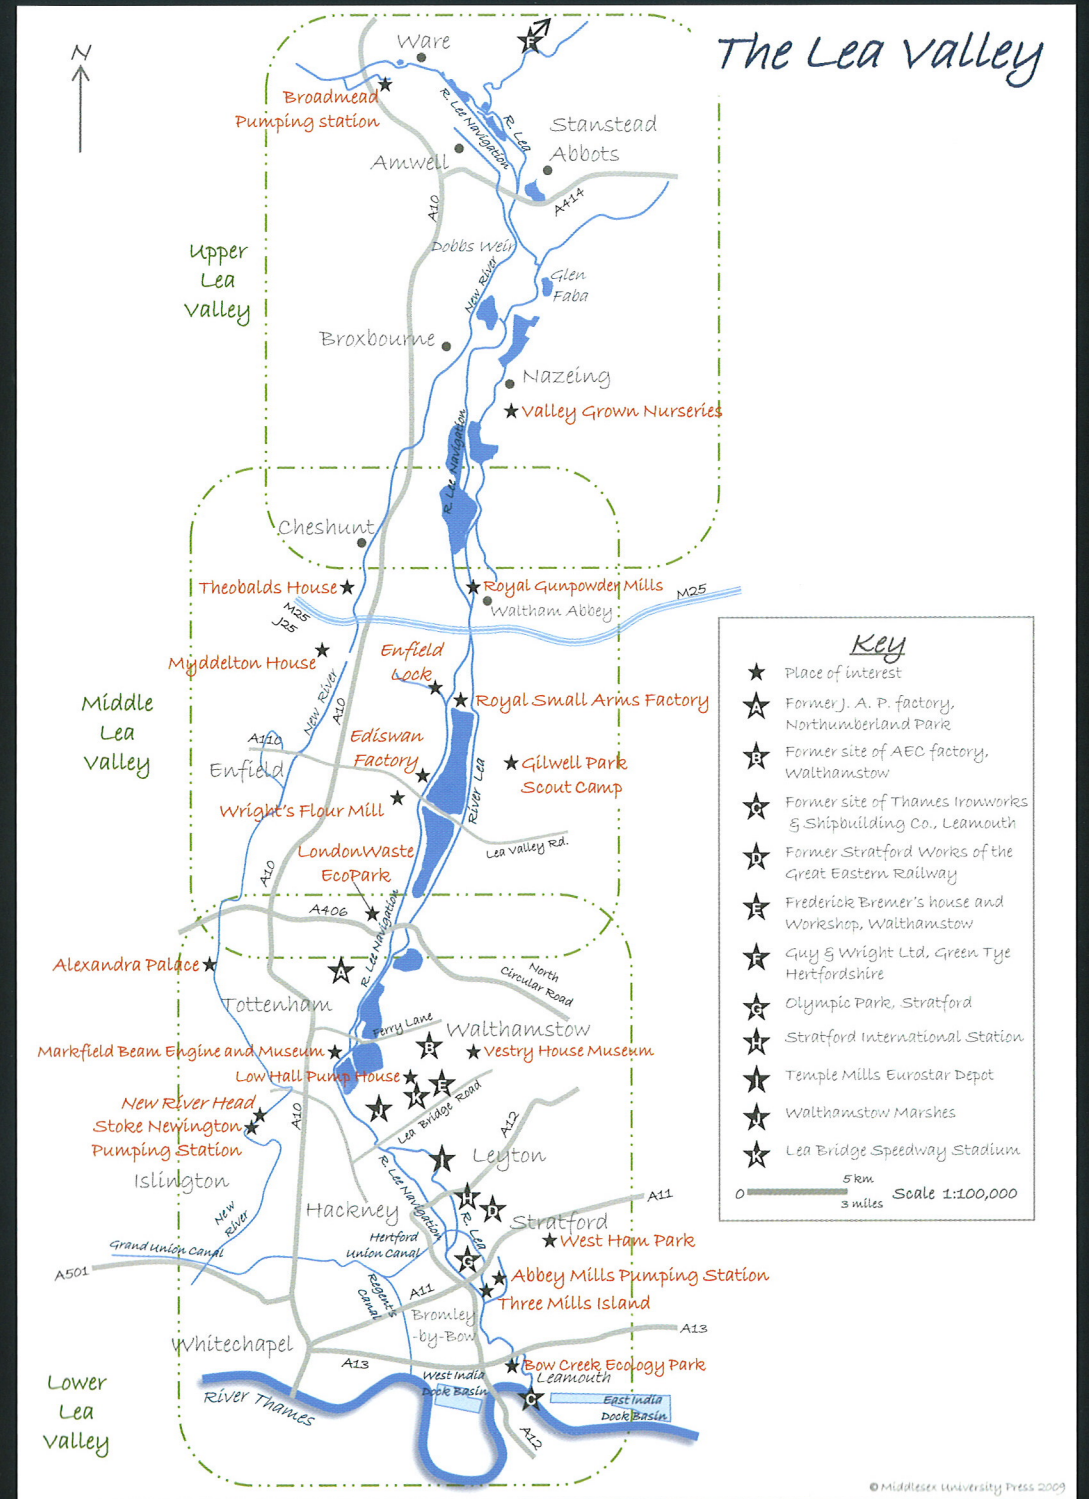 The Lea Valley
N
F
Ware
Broadmead
Pumping station
R. Lee Navigation
R. Lea
Stanstead
Abbots
Amwell
A10
A414
Upper
Lea
Valley
Dobbs Weir
New River
Glen
Faba
Broxbourne
Nazeing
Valley Grown Nurseries
R. Lee Navigation
Cheshunt
Theobalds House
Royal Gunpowder Mills
M25
Waltham Abbey
M25
J25
Myddelton House
Enfield
Lock
Royal Small Arms Factory
Middle
Lea
Valley
New River
A10
A110
Enfield
Ediswan
Factory
Gilwell Park
Scout Camp
River Lea
Wright's Flour Mill
Lea Valley Rd.
LondonWaste
EcoPark
A10
A406
R. Lee Navigation
Alexandra Palace
A
North
Circular Road
Tottenham
Ferry Lane
Walthamstow
Markfield Beam Engine and Museum
B
Vestry House Museum
Low Hall Pump House
E
K
J
Lea Bridge Road
New River Head
Stoke Newington
Pumping Station
A10
A12
Islington
I
Leyton
R. Lee Navigation
H
D
A11
Hackney
New
River
R. Lea
Stratford
West Ham Park
Grand Union Canal
Hertford
Union Canal
G
A501
Regent's
Canal
A11
Abbey Mills Pumping Station
Three Mills Island
Bromley
-by-Bow
A13
Whitechapel
A13
Bow Creek Ecology Park
Leamouth
West India
Dock Basin
C
East India
Dock Basin
River Thames
A12
Lower
Lea
Valley
Key
Place of interest
A Former J. A. P. factory,
Northumberland Park
B Former site of AEC factory,
Walthamstow
C Former site of Thames Ironworks
& Shipbuilding Co., Leamouth
D Former Stratford Works of the
Great Eastern Railway
E Frederick Bremer's house and
Workshop, Walthamstow
F Guy & Wright Ltd, Green Tye
Hertfordshire
G Olympic Park, Stratford
H Stratford International Station
I Temple Mills Eurostar Depot
J Walthamstow Marshes
K Lea Bridge Speedway Stadium
5 km
0
3 miles
Scale 1:100,000
© Middlesex University Press 2009